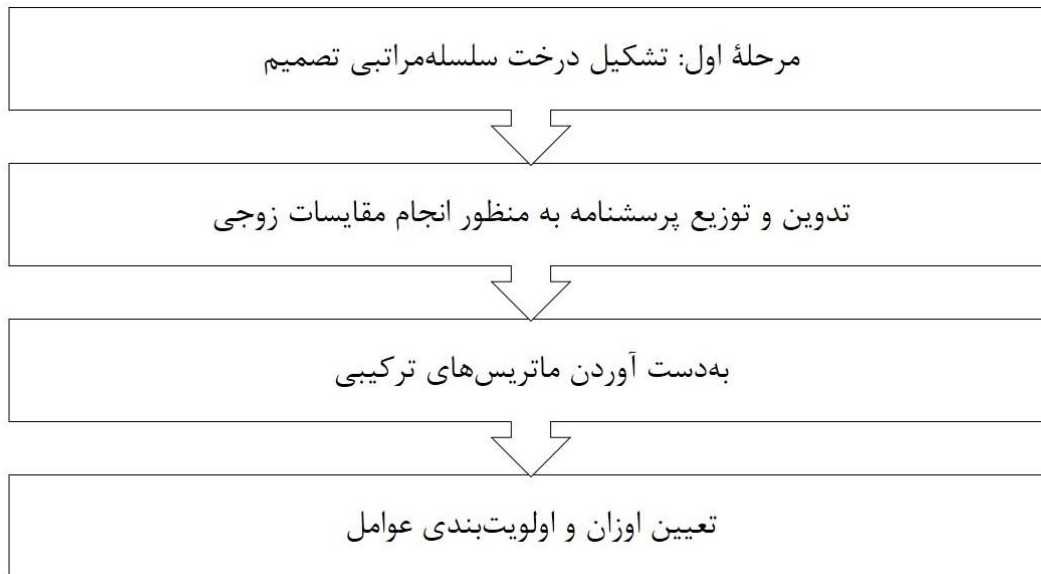 مرحلهٔ اول: تشکیل درخت سلسله‌مراتبی تصمیم
تدوین و توزیع پرسشنامه به منظور انجام مقایسات زوجی
به‌دست آوردن ماتریس‌های ترکیبی
تعیین اوزان و اولویت‌بندی عوامل